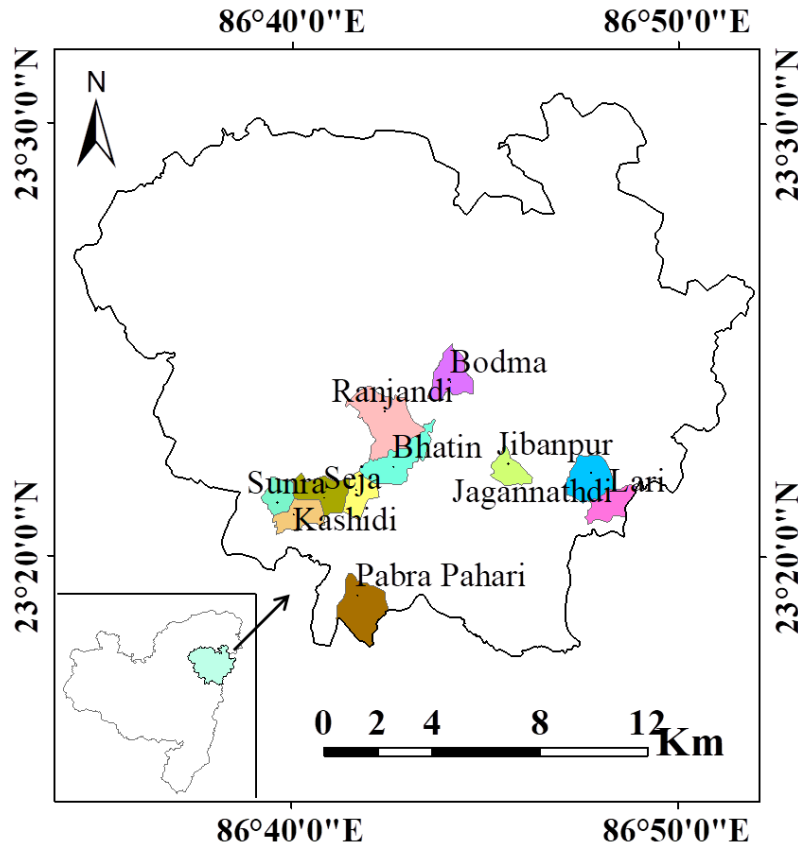 86°40'0"E 86°50'0"E
N
23°30'0"N 23°30'0"N
Bodma
Ranjandi
Bhatin Jibanpur
Sunra Seja Jagannathdi Lari
Kashidi
23°20'0"N 23°20'0"N
Pabra Pahari
0 2 4 8 12
Km
86°40'0"E 86°50'0"E